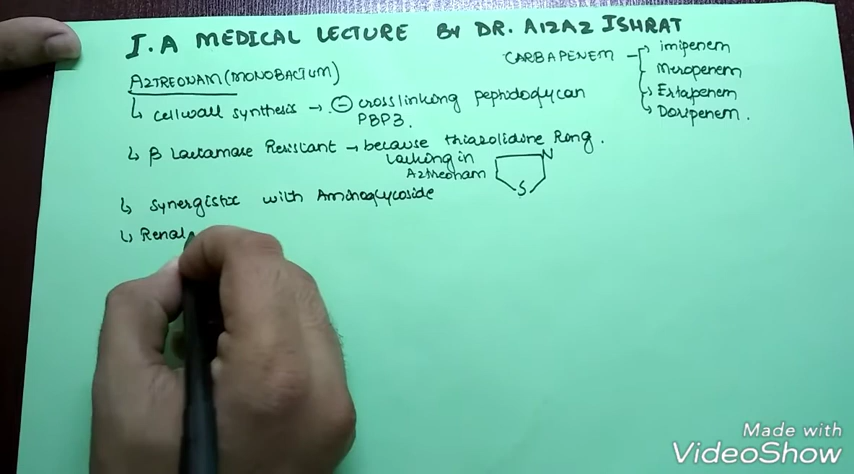 I.A MEDICAL LECTURE BY DR. AIZAZ ISHRAT
AZTREONAM (MONOBACTUM)
↳ cellwall synthesis → ⊖ crosslinking pephidoglycan
PBP3.
↳ β Lactamase Resistant → because thiazolidine Ring.
lacking in
Aztreonam
N
S
↳ synergistic with Aminoglycoside
↳ Renal
CARBAPENEM → imipenem
Meropenem
Ertapenem
Doripenem.
Made with
VideoShow